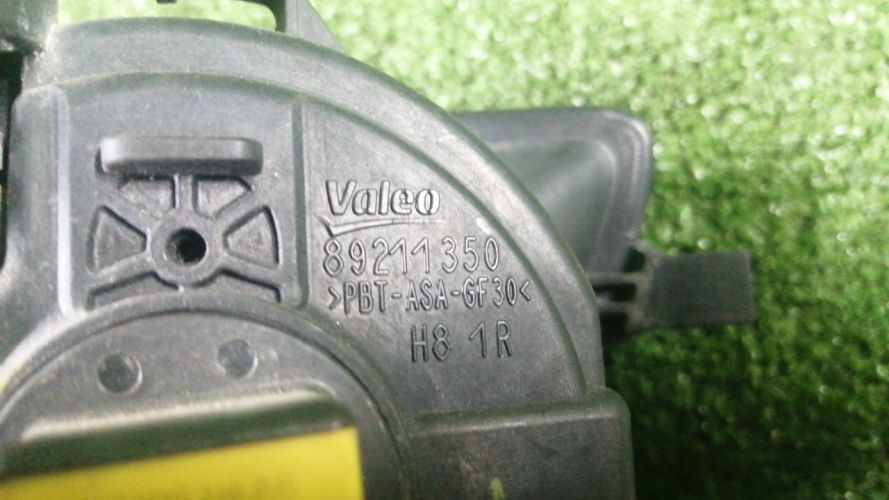 Valeo
89211350
>PBT-ASA-GF30<
H8 1R